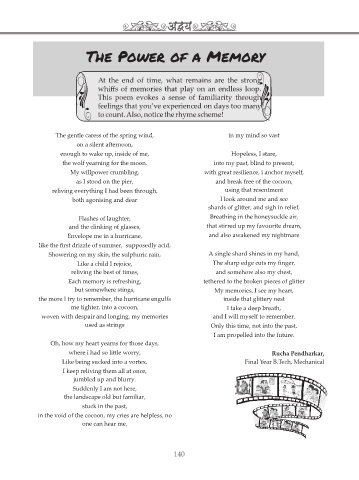 अद्वयं
The Power of a Memory
At the end of time, what remains are the strong
whiffs of memories that play on an endless loop.
This poem evokes a sense of familiarity through
feelings that you've experienced on days too many
to count. Also, notice the rhyme scheme!
The gentle caress of the spring wind,
on a silent afternoon,
enough to wake up, inside of me,
the wolf yearning for the moon.
My willpower crumbling,
as I stood on the pier,
reliving everything I had been through,
both agonising and dear
Flashes of laughter,
and the clinking of glasses,
Envelope me in a hurricane,
like the first drizzle of summer, supposedly acid,
Showering on my skin, the sulphuric rain,
Like a child I rejoice,
reliving the best of times,
Each memory is refreshing,
but somewhere stings.
the more I try to remember, the hurricane engulfs
me tighter, into a cocoon,
woven with despair and longing, my memories
used as strings
Oh, how my heart yearns for those days,
where i had so little worry,
Like being sucked into a vortex,
I keep reliving them all at once,
jumbled up and blurry.
Suddenly I am not here,
the landscape old but familiar,
stuck in the past,
in the void of the cocoon, my cries are helpless, no
one can hear me,
in my mind so vast
Hopeless, I stare,
into my past, blind to present,
with great resilience, i anchor myself,
and break free of the cocoon,
using that resentment
I look around me and see
shards of glitter, and sigh in relief.
Breathing in the honeysuckle air,
that stirred up my favourite dream,
and also awakened my nightmare
A single shard shines in my hand,
The sharp edge cuts my finger,
and somehow also my chest,
tethered to the broken pieces of glitter
My memories, I see my heart,
inside that glittery nest
I take a deep breath,
and I will myself to remember.
Only this time, not into the past,
I am propelled into the future.
Rucha Pendharkar,
Final Year B.Tech, Mechanical
140